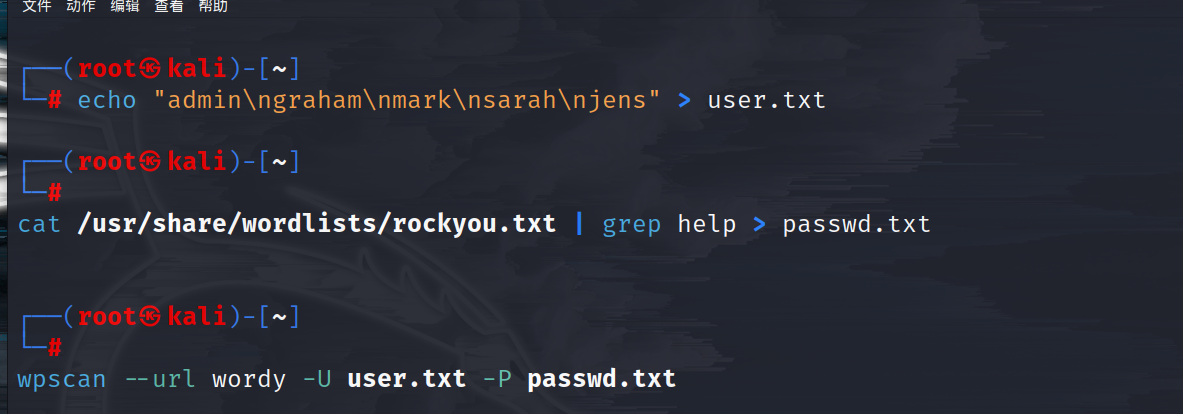 文件 动作 编辑 查看 帮助
┌──(root㉿kali)-[~]
└─# echo "admin\ngraham\nmark\nsarah\njens" > user.txt
┌──(root㉿kali)-[~]
└─#
cat /usr/share/wordlists/rockyou.txt | grep help > passwd.txt
┌──(root㉿kali)-[~]
└─#
wpscan --url wordy -U user.txt -P passwd.txt